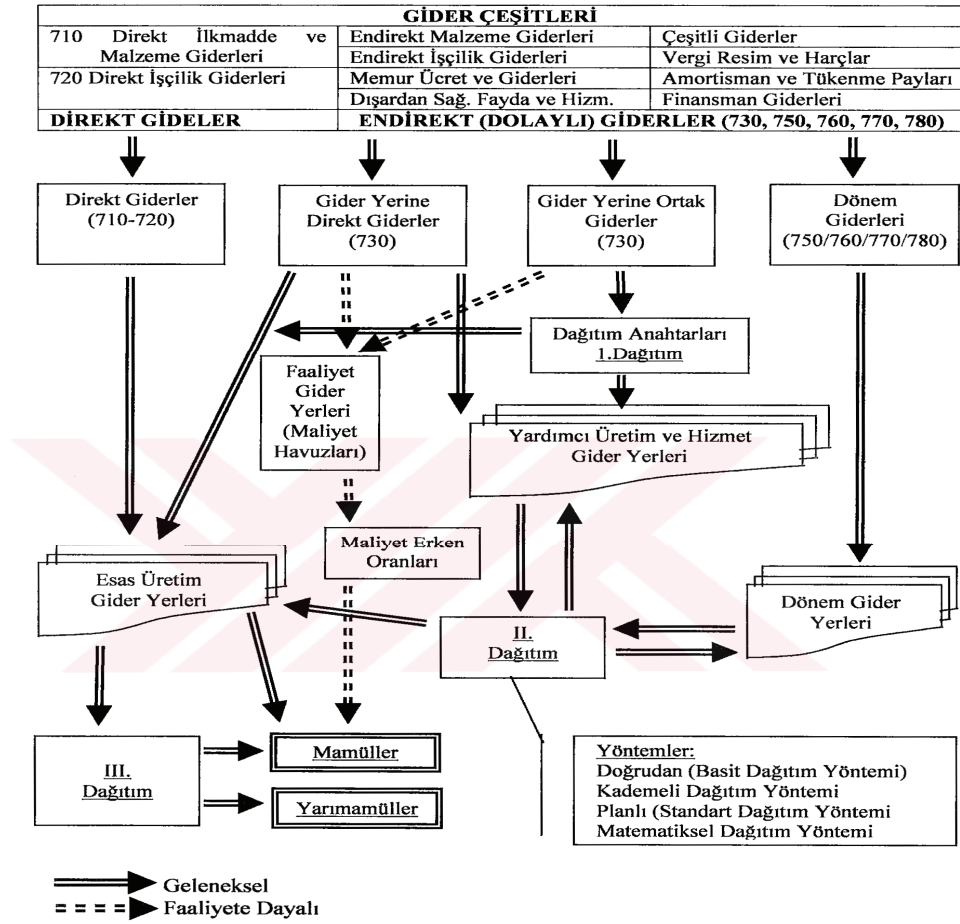 GİDER ÇEŞİTLERİ
710 Direkt İlkmadde ve
Malzeme Giderleri
720 Direkt İşçilik Giderleri
Endirekt Malzeme Giderleri
Endirekt İşçilik Giderleri
Memur Ücret ve Giderleri
Dışardan Sağ. Fayda ve Hizm.
Çeşitli Giderler
Vergi Resim ve Harçlar
Amortisman ve Tükenme Payları
Finansman Giderleri
DİREKT GİDELER
ENDİREKT (DOLAYLI) GİDERLER (730, 750, 760, 770, 780)
Direkt Giderler
(710-720)
Gider Yerine
Direkt Giderler
(730)
Gider Yerine Ortak
Giderler
(730)
Dönem
Giderleri
(750/760/770/780)
Dağıtım Anahtarları
1.Dağıtım
Faaliyet
Gider
Yerleri
(Maliyet
Havuzları)
Yardımcı Üretim ve Hizmet
Gider Yerleri
Maliyet Erken
Oranları
Esas Üretim
Gider Yerleri
Dönem Gider
Yerleri
II.
Dağıtım
III.
Dağıtım
Mamüller
Yarımamüller
Yöntemler:
Doğrudan (Basit Dağıtım Yöntemi)
Kademeli Dağıtım Yöntemi
Planlı (Standart Dağıtım Yöntemi
Matematiksel Dağıtım Yöntemi
Geleneksel
Faaliyete Dayalı